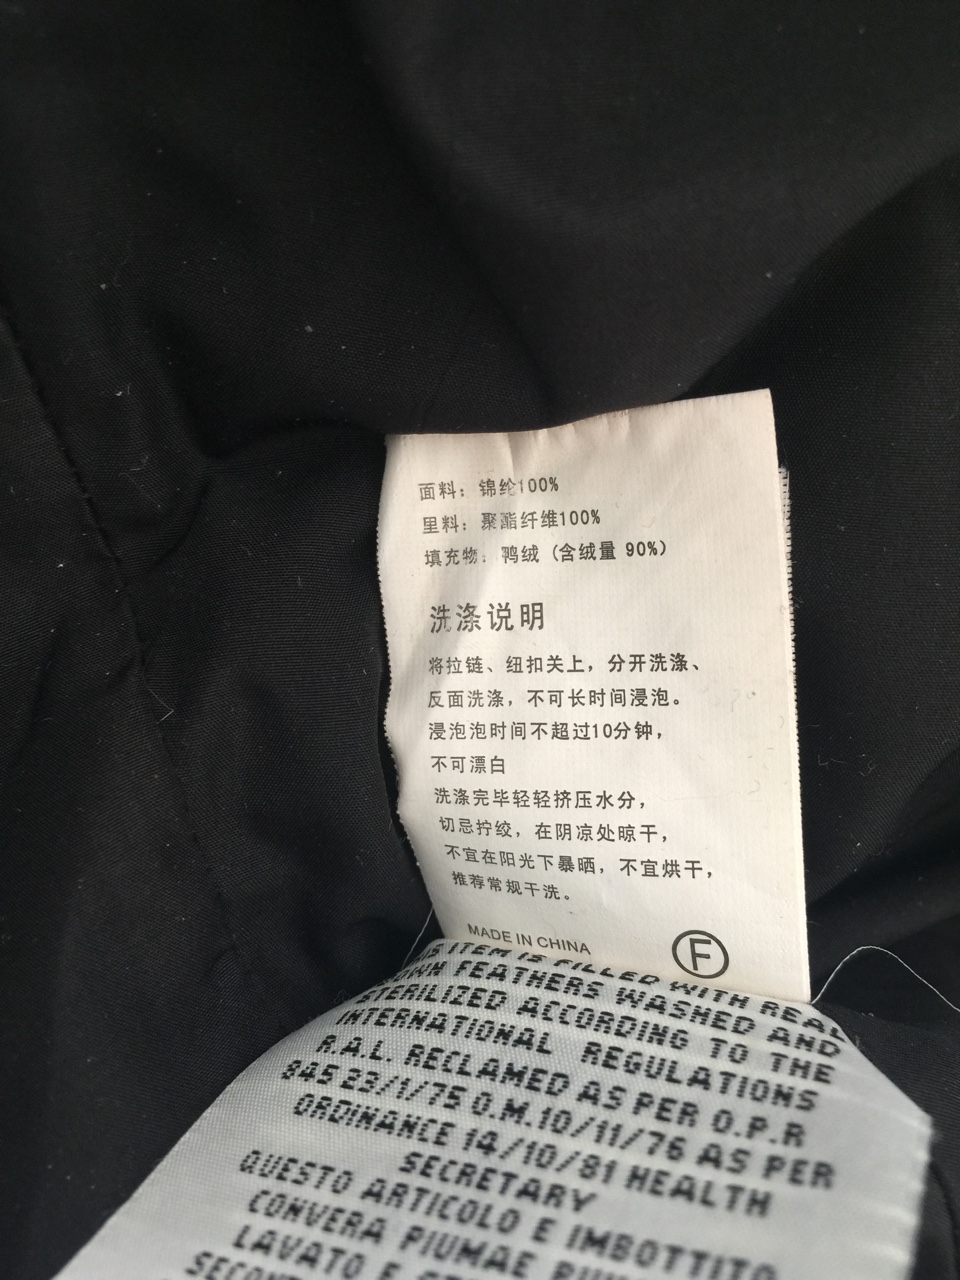 面料：锦纶100%
里料：聚酯纤维100%
填充物：鸭绒（含绒量 90%）
洗涤说明
将拉链、纽扣关上，分开洗涤、
反面洗涤，不可长时间浸泡。
浸泡泡时间不超过10分钟，
不可漂白
洗涤完毕轻轻挤压水分，
切忌拧绞，在阴凉处晾干，
不宜在阳光下暴晒，不宜烘干，
推荐常规干洗。
MADE IN CHINA
F
ITEM IS FILLED WITH REAL
FEATHERS WASHED AND
STERILIZED ACCORDING TO THE
INTERNATIONAL REGULATIONS
R.A.L. RECLAMED AS PER O.P.R
845 23/1/75 O.M.10/11/76 AS PER
ORDINANCE 14/10/81 HEALTH
SECRETARY
QUESTO ARTICOLO E IMBOTTITO
CONVERA PIUMAE
LAVATO E